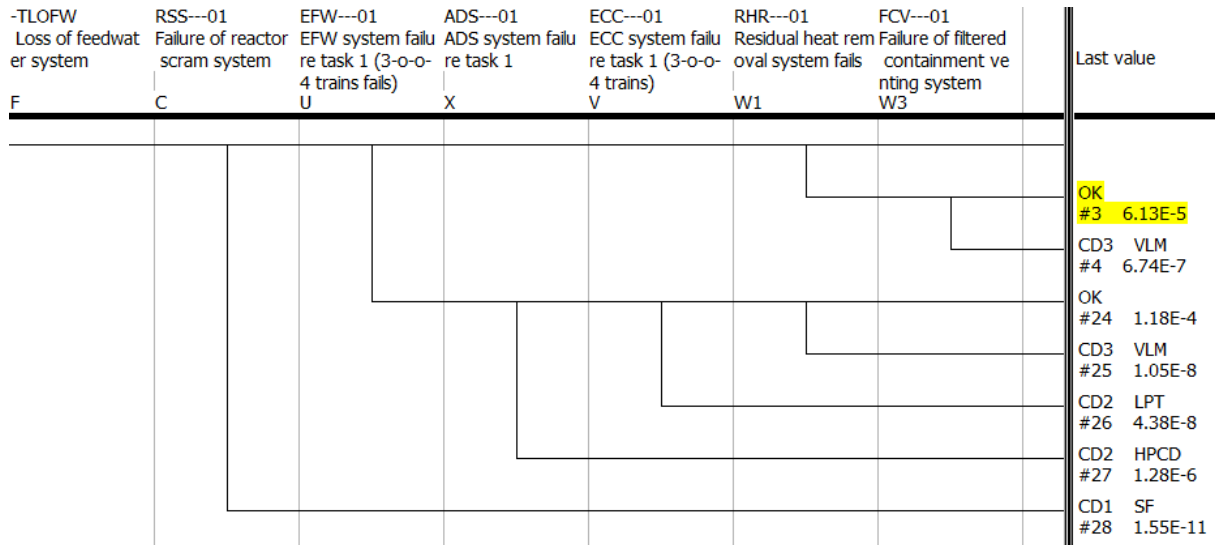 -TLOFW
Loss of feedwat
er system
F
RSS---01
Failure of reactor
scram system
C
EFW---01
EFW system failu
re task 1 (3-o-o-
4 trains fails)
U
ADS---01
ADS system failu
re task 1
X
ECC---01
ECC system failu
re task 1 (3-o-o-
4 trains)
V
RHR---01
Residual heat rem
oval system fails
W1
FCV---01
Failure of filtered
containment ve
nting system
W3
Last value
OK
#3 6.13E-5
CD3 VLM
#4 6.74E-7
OK
#24 1.18E-4
CD3 VLM
#25 1.05E-8
CD2 LPT
#26 4.38E-8
CD2 HPCD
#27 1.28E-6
CD1 SF
#28 1.55E-11